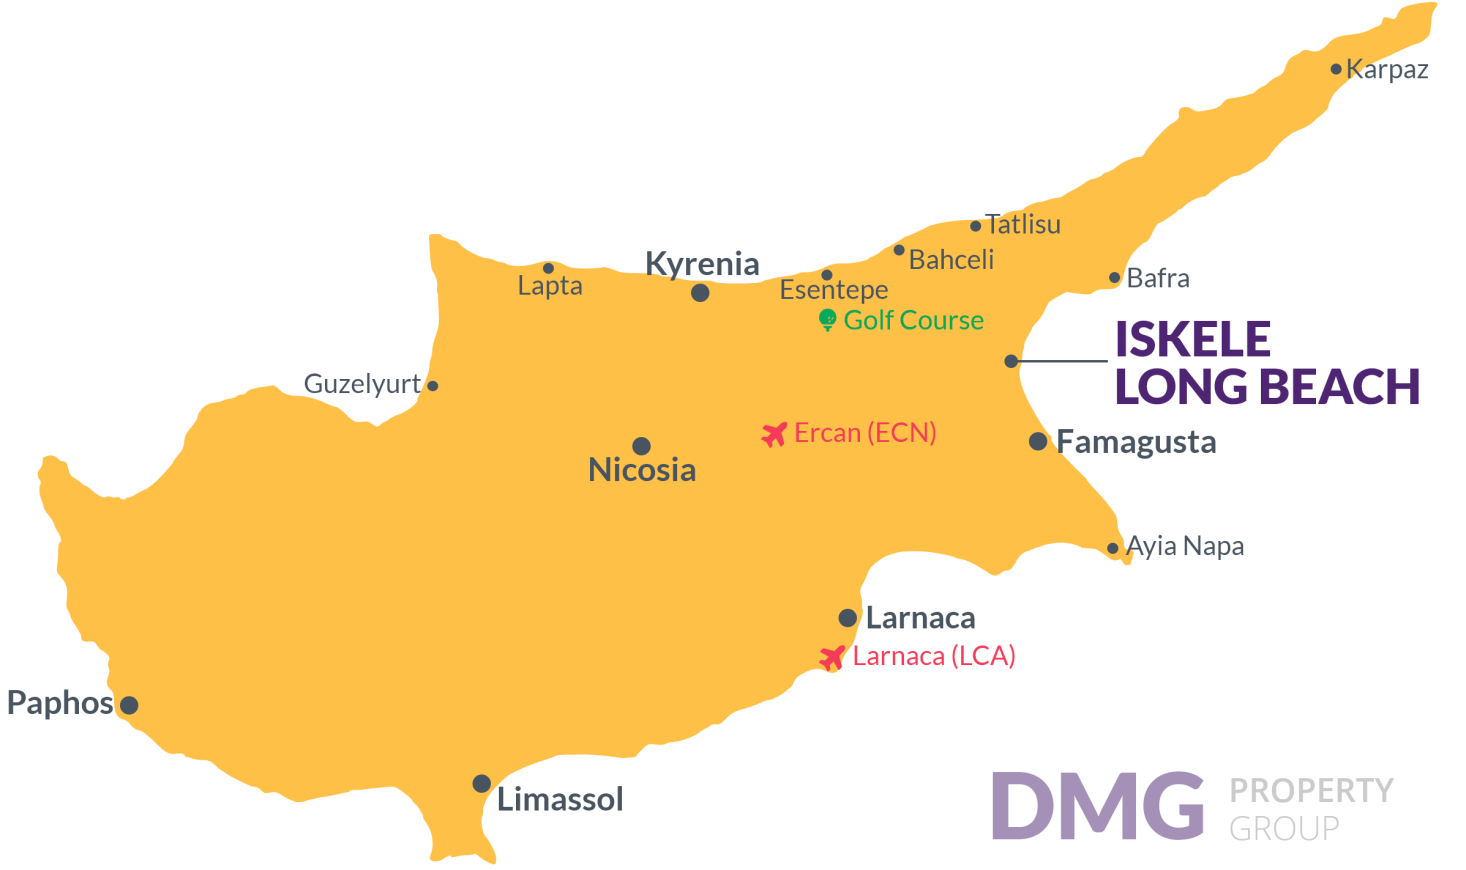 Karpaz
Tatlisu
Bahceli
Kyrenia
Lapta
Esentepe
Bafra
Golf Course
ISKELE
LONG BEACH
Guzelyurt
Ercan (ECN)
Famagusta
Nicosia
Ayia Napa
Larnaca
Larnaca (LCA)
Paphos
Limassol
DMG PROPERTY
GROUP